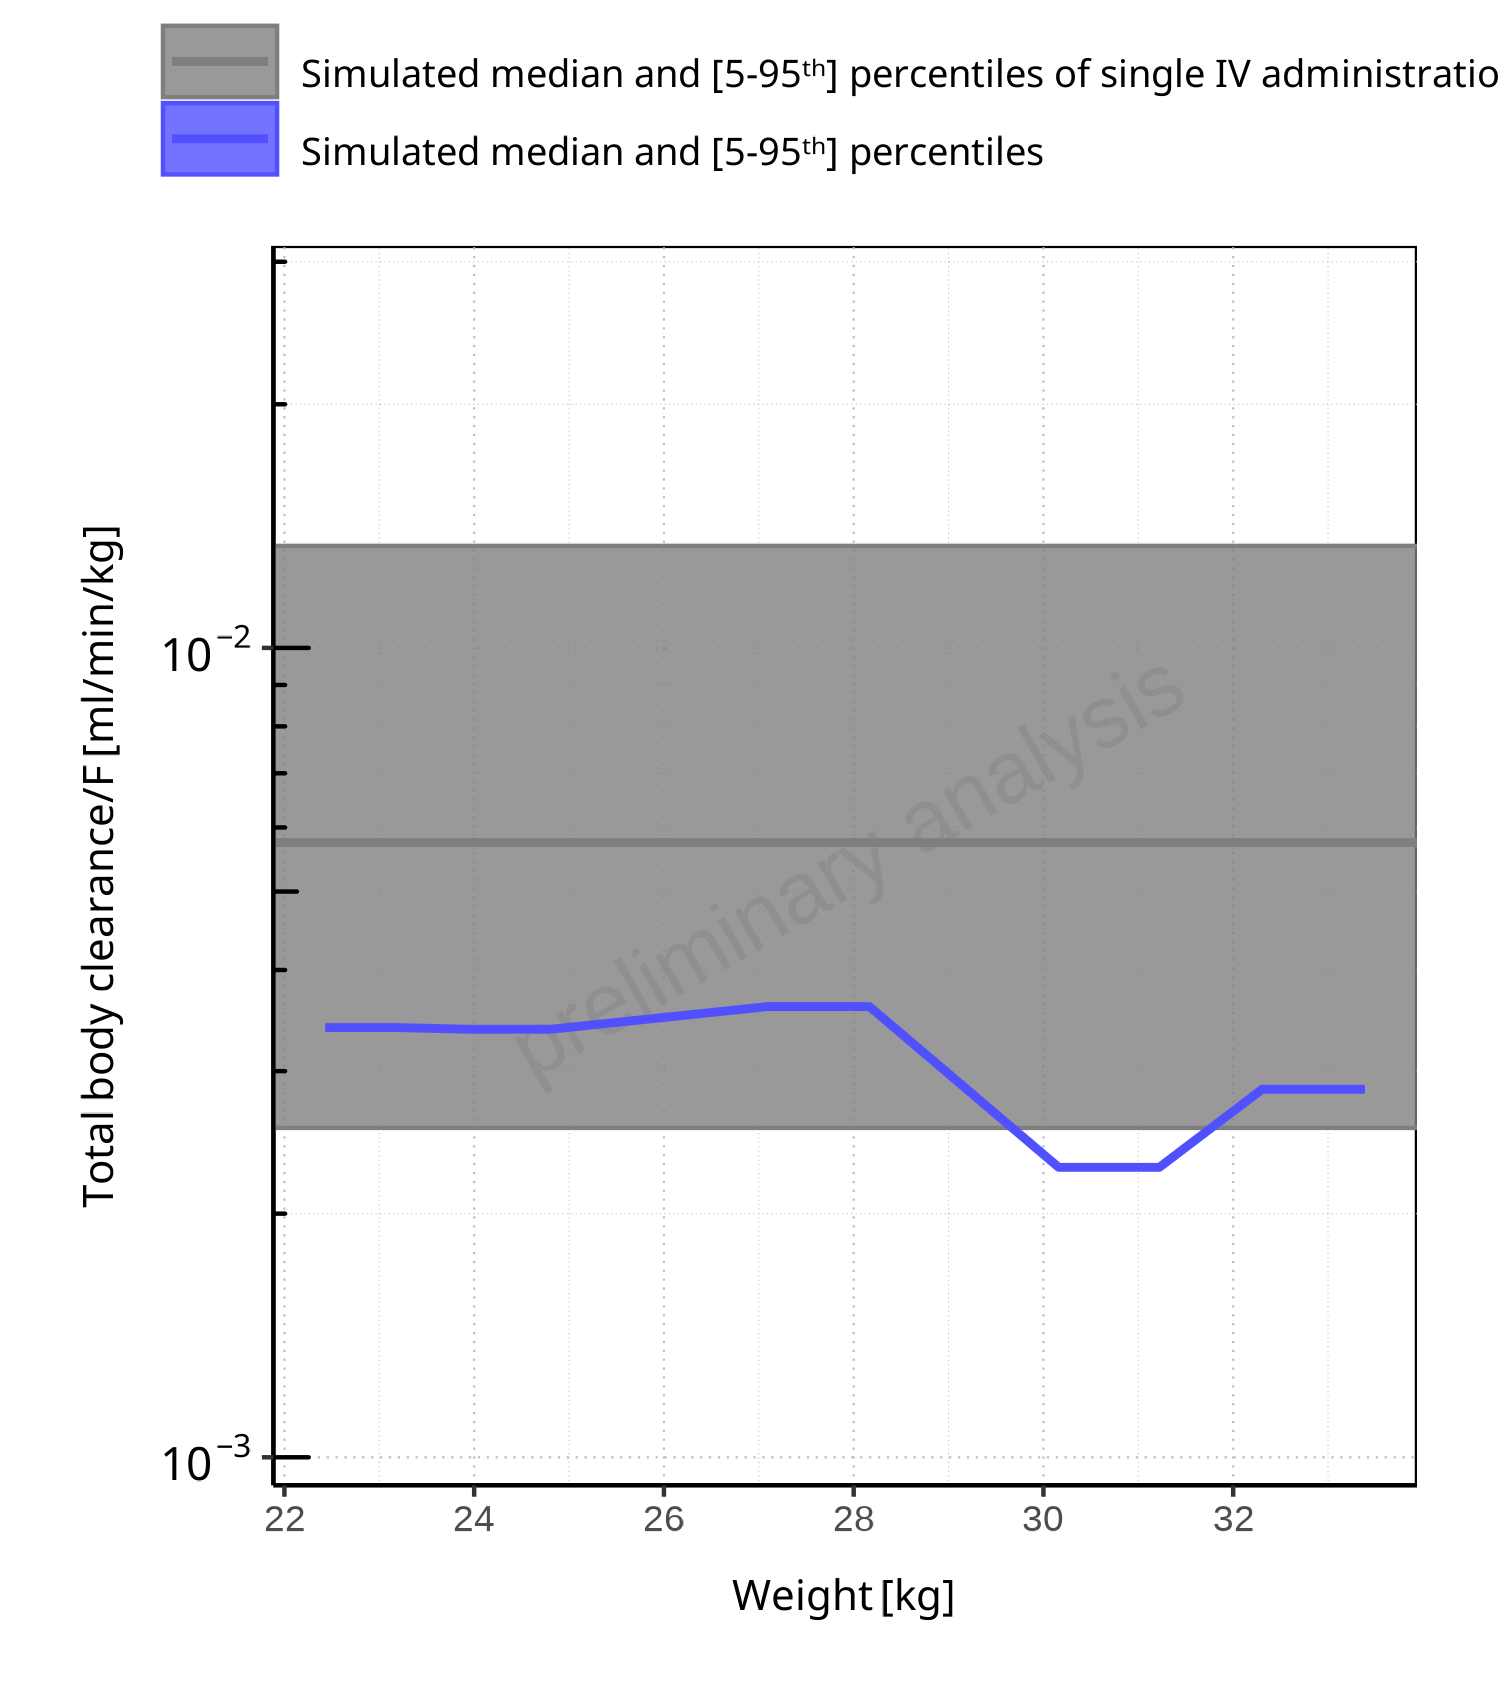 Simulated median and [5-95ᵗʰ] percentiles of single IV administratio
Simulated median and [5-95ᵗʰ] percentiles
Total body clearance/F [ml/min/kg]
10⁻²
preliminary analysis
10⁻³
22 24 26 28 30 32
Weight [kg]